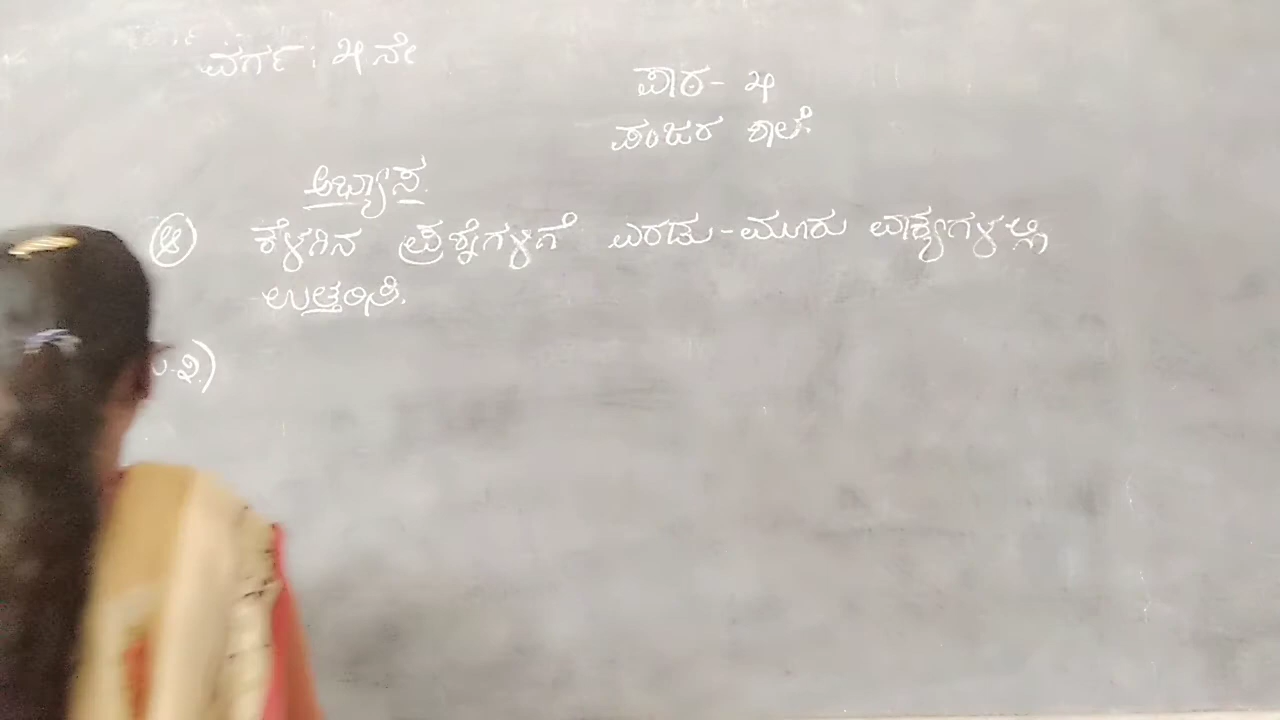 ವರ್ಗ : ೫ನೇ
ಪಾಠ - ೫
ಪಂಜರ ಶಾಲೆ
ಅಭ್ಯಾಸ.
ಆ ಕೆಳಗಿನ ಪ್ರಶ್ನೆಗಳಿಗೆ ಎರಡು-ಮೂರು ವಾಕ್ಯಗಳಲ್ಲಿ
ಉತ್ತರಿಸಿ.